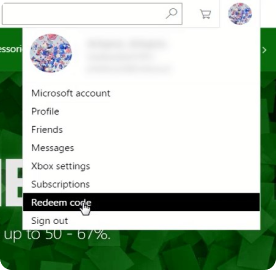 essori
Microsoft account
Profile
Friends
Messages
Xbox settings
Subscriptions
Redeem code
Sign out
up to 50 - 67%.